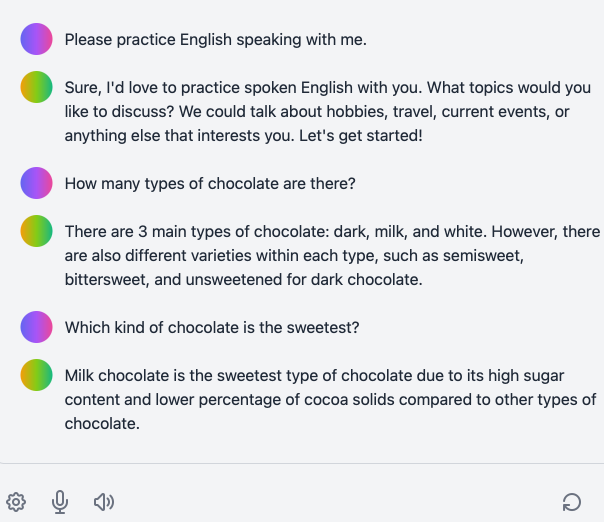 Please practice English speaking with me.
Sure, I'd love to practice spoken English with you. What topics would you
like to discuss? We could talk about hobbies, travel, current events, or
anything else that interests you. Let's get started!
How many types of chocolate are there?
There are 3 main types of chocolate: dark, milk, and white. However, there
are also different varieties within each type, such as semisweet,
bittersweet, and unsweetened for dark chocolate.
Which kind of chocolate is the sweetest?
Milk chocolate is the sweetest type of chocolate due to its high sugar
content and lower percentage of cocoa solids compared to other types of
chocolate.